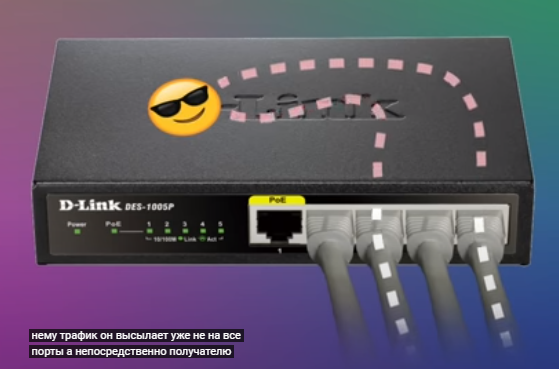 D-Link
D-Link DES-1005P
PoE
Power PoE 1 2 3 4 5
10/100M Link Act
1
нему трафик он высылает уже не на все
порты а непосредственно получателю